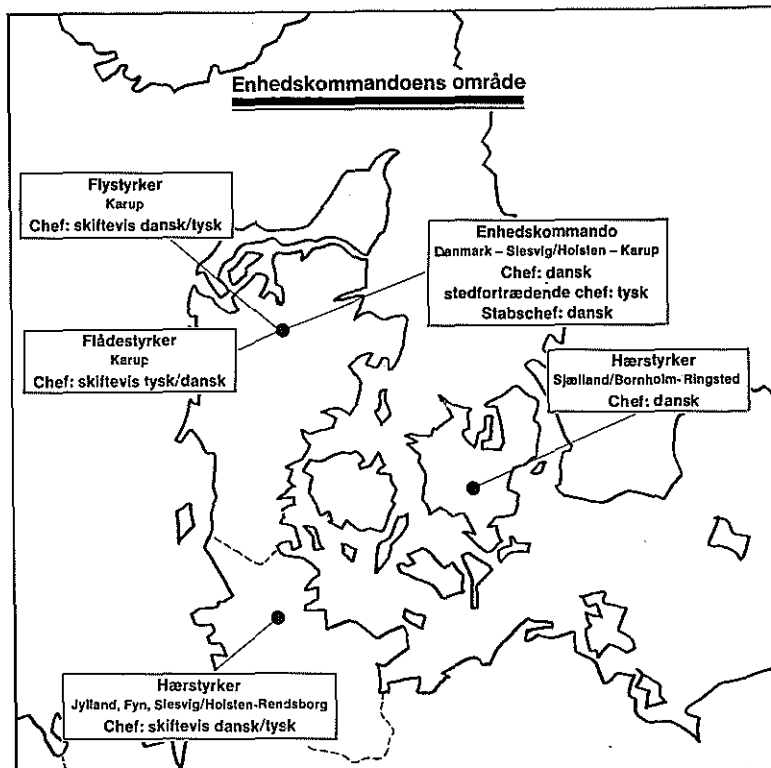 Enhedskommandoens område
Flystyrker
Karup
Chef: skiftevis dansk/tysk
Enhedskommando
Danmark – Slesvig/Holsten – Karup
Chef: dansk
stedfortrædende chef: tysk
Stabschef: dansk
Flådestyrker
Karup
Chef: skiftevis tysk/dansk
Hærstyrker
Sjælland/Bornholm-Ringsted
Chef: dansk
Hærstyrker
Jylland, Fyn, Slesvig/Holsten-Rendsborg
Chef: skiftevis dansk/tysk